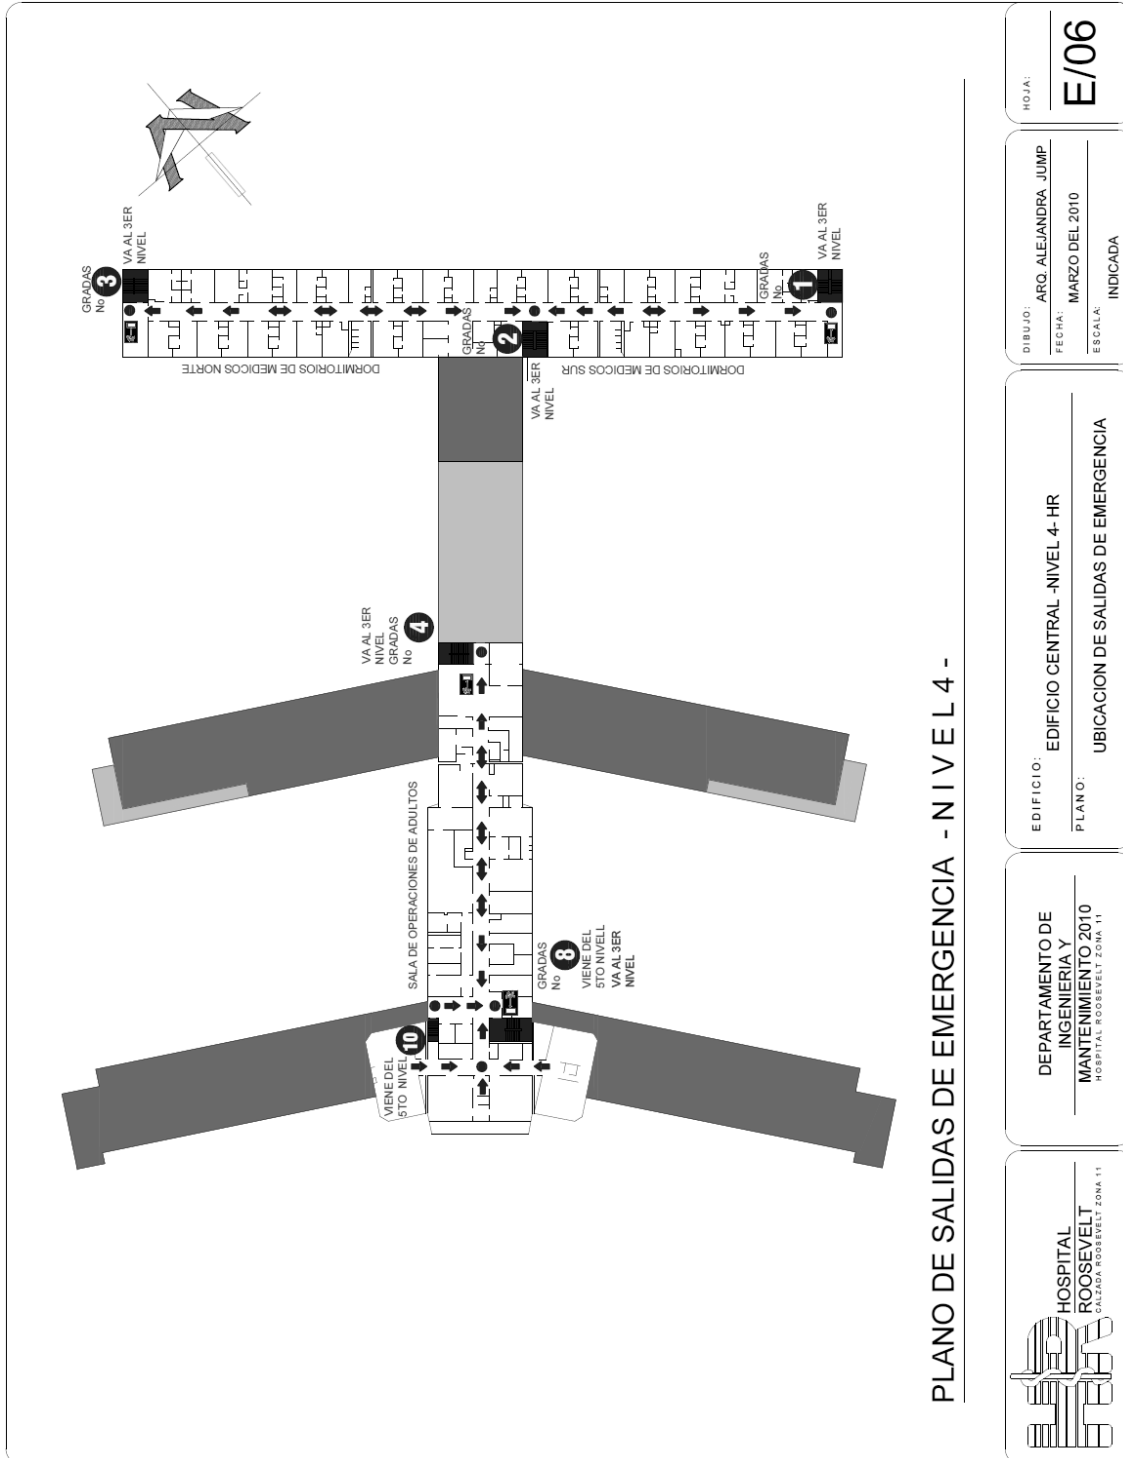 GRADAS
No 3
VA AL 3ER
NIVEL
GRADAS
No 2
VA AL 3ER
NIVEL
GRADAS
No 1
VA AL 3ER
NIVEL
DORMITORIOS DE MEDICOS NORTE
DORMITORIOS DE MEDICOS SUR
VA AL 3ER
NIVEL
GRADAS
No 4
SALA DE OPERACIONES DE ADULTOS
GRADAS
No 8
VIENE DEL
5TO NIVELL
VA AL 3ER
NIVEL
10
VIENE DEL
5TO NIVEL
PLANO DE SALIDAS DE EMERGENCIA - N I V E L 4 -
HOSPITAL
ROOSEVELT
CALZADA ROOSEVELT ZONA 11
DEPARTAMENTO DE
INGENIERIA Y
MANTENIMIENTO 2010
HOSPITAL ROOSEVELT ZONA 11
EDIFICIO:
EDIFICIO CENTRAL -NIVEL 4- HR
PLANO:
UBICACION DE SALIDAS DE EMERGENCIA
DIBUJO:
ARQ. ALEJANDRA JUMP
FECHA:
MARZO DEL 2010
ESCALA:
INDICADA
HOJA:
E/06